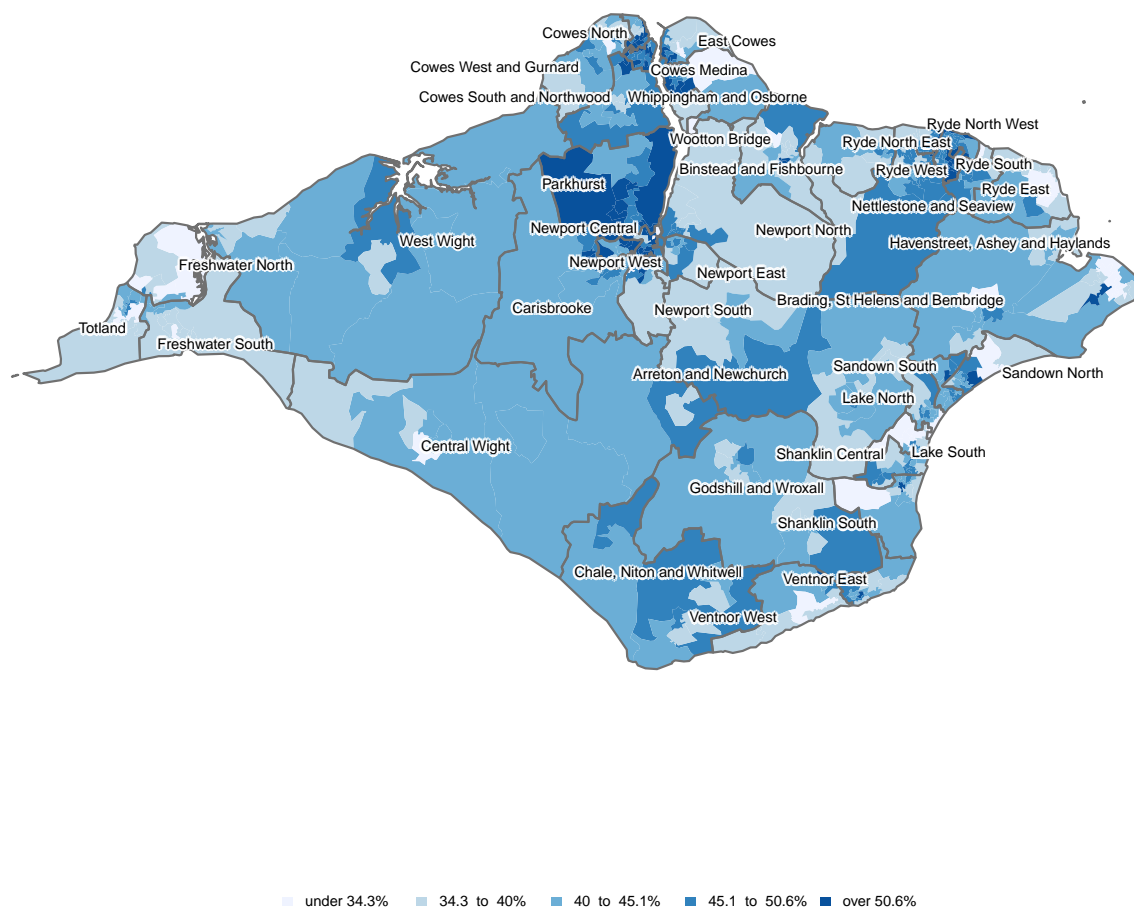 Cowes North
East Cowes
Cowes West and Gurnard
Cowes Medina
Cowes South and Northwood
Whippingham and Osborne
Ryde North West
Wootton Bridge
Ryde North East
Binstead and Fishbourne
Ryde West
Ryde South
Parkhurst
Ryde East
Nettlestone and Seaview
Newport Central
Newport North
West Wight
Havenstreet, Ashey and Haylands
Freshwater North
Newport West
Newport East
Brading, St Helens and Bembridge
Carisbrooke
Newport South
Totland
Freshwater South
Sandown South
Arreton and Newchurch
Sandown North
Lake North
Central Wight
Shanklin Central
Lake South
Godshill and Wroxall
Shanklin South
Chale, Niton and Whitwell
Ventnor East
Ventnor West
under 34.3%
34.3 to 40%
40 to 45.1%
45.1 to 50.6%
over 50.6%